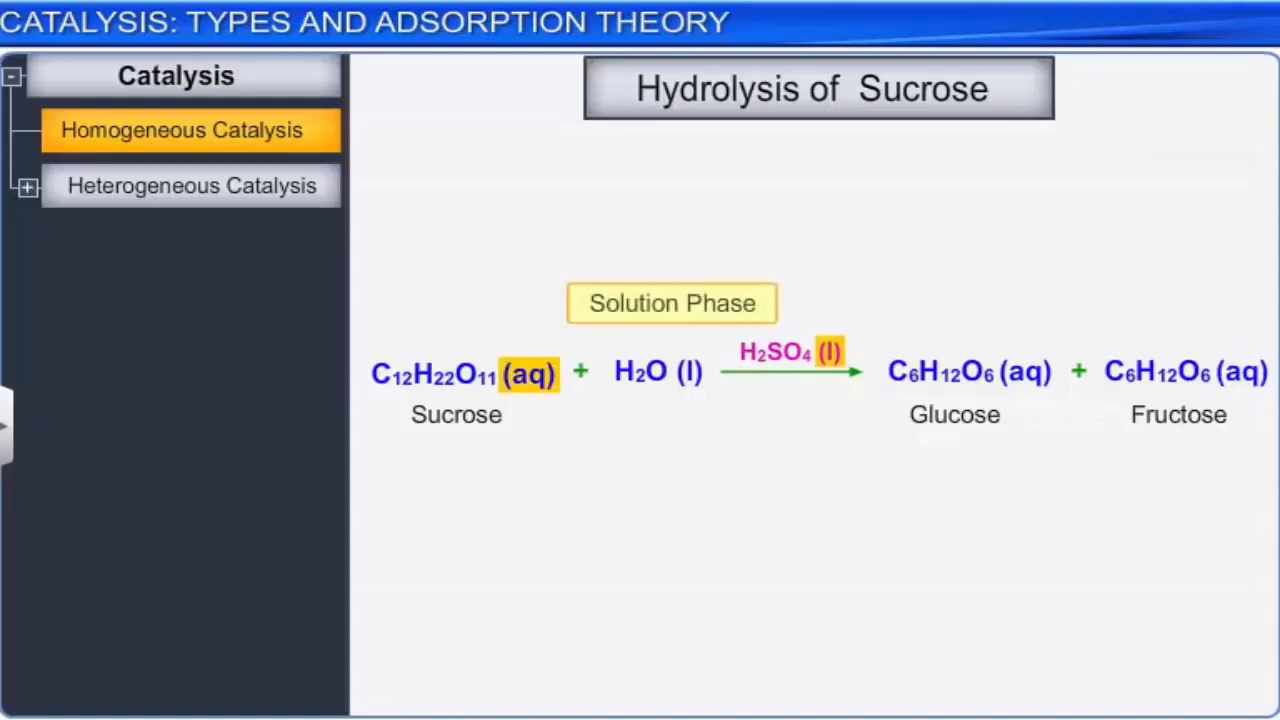 CATALYSIS: TYPES AND ADSORPTION THEORY
Catalysis
Homogeneous Catalysis
Heterogeneous Catalysis
Hydrolysis of Sucrose
Solution Phase
H₂SO₄ (l)
C₁₂H₂₂O₁₁ (aq) + H₂O (l) → C₆H₁₂O₆ (aq) + C₆H₁₂O₆ (aq)
Sucrose Glucose Fructose